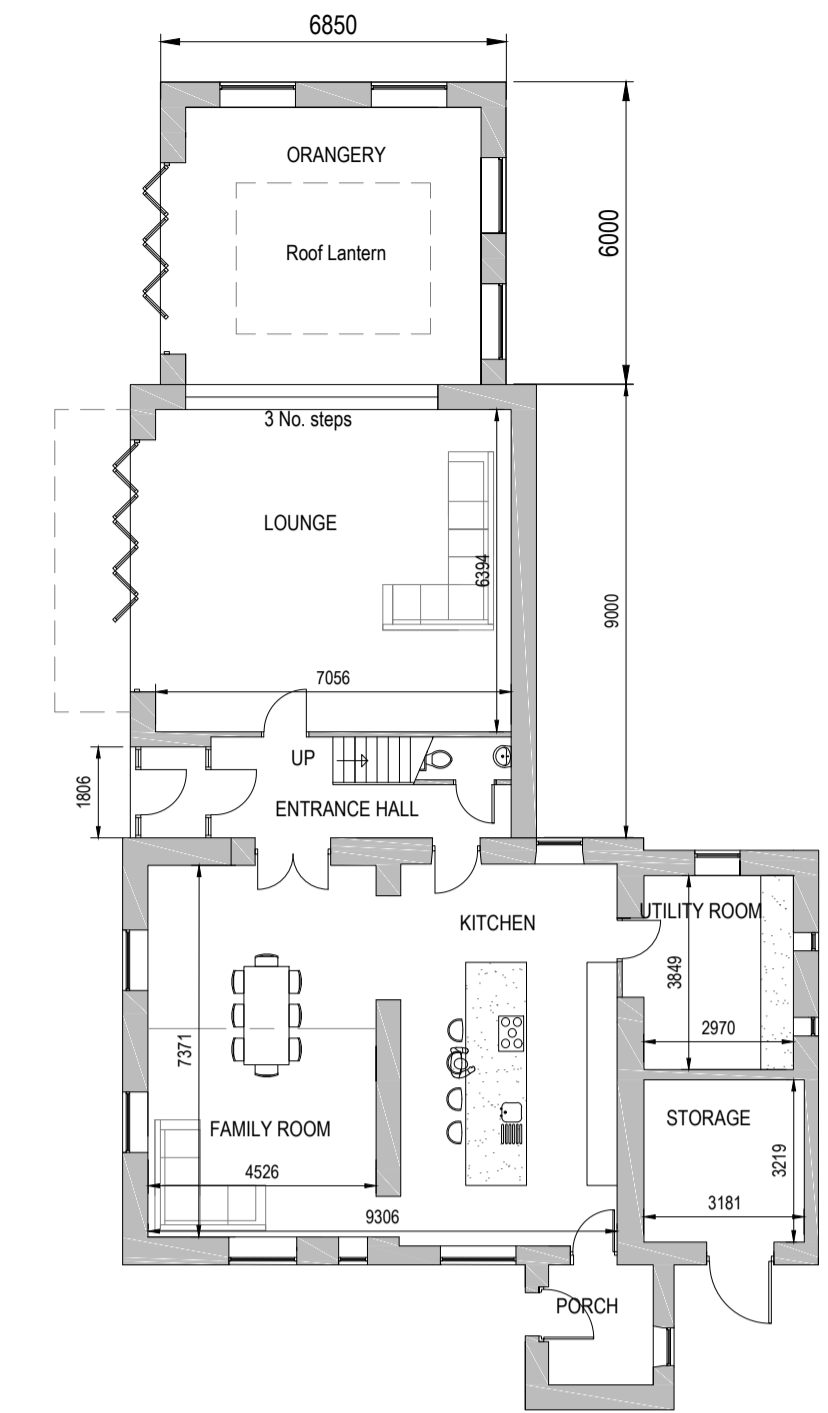 6850
ORANGERY
Roof Lantern
6000
3 No. steps
LOUNGE
6394
9000
7056
UP
1806
ENTRANCE HALL
KITCHEN
UTILITY ROOM
3849
2970
7371
STORAGE
FAMILY ROOM
3219
4526
3181
9306
PORCH